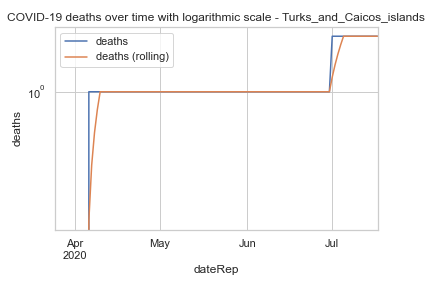 COVID-19 deaths over time with logarithmic scale - Turks_and_Caicos_islands
deaths
deaths (rolling)
10⁰
deaths
Apr
2020
May
Jun
Jul
dateRep